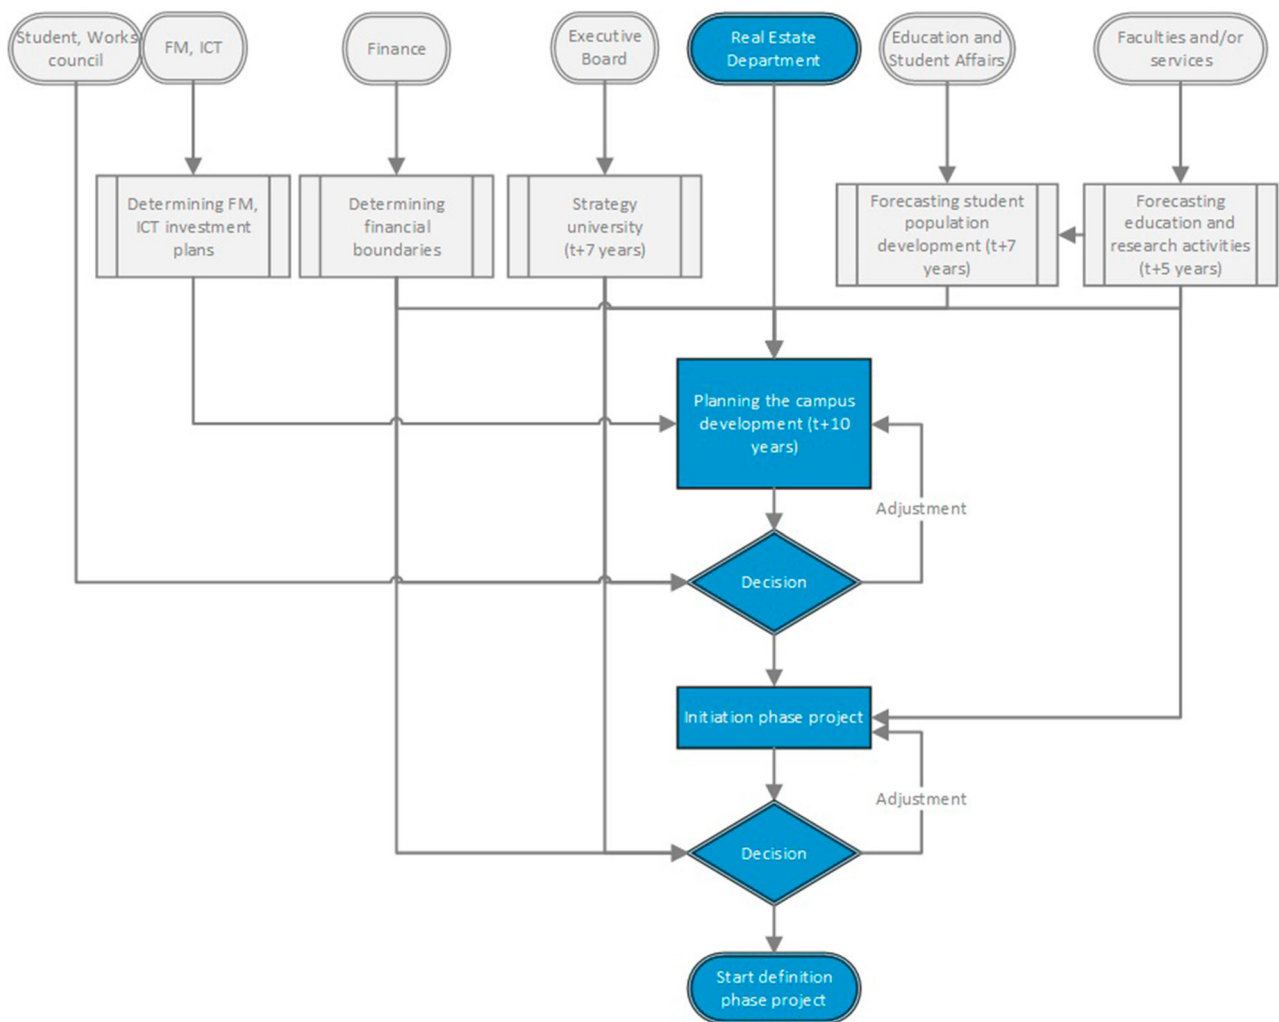 Student, Works
council
FM, ICT
Finance
Executive
Board
Real Estate
Department
Education and
Student Affairs
Faculties and/or
services
Determining FM,
ICT investment
plans
Determining
financial
boundaries
Strategy
university
(t+7 years)
Forecasting student
population
development (t+7
years)
Forecasting
education and
research activities
(t+5 years)
Planning the campus
development (t+10
years)
Adjustment
Decision
Initiation phase project
Adjustment
Decision
Start definition
phase project